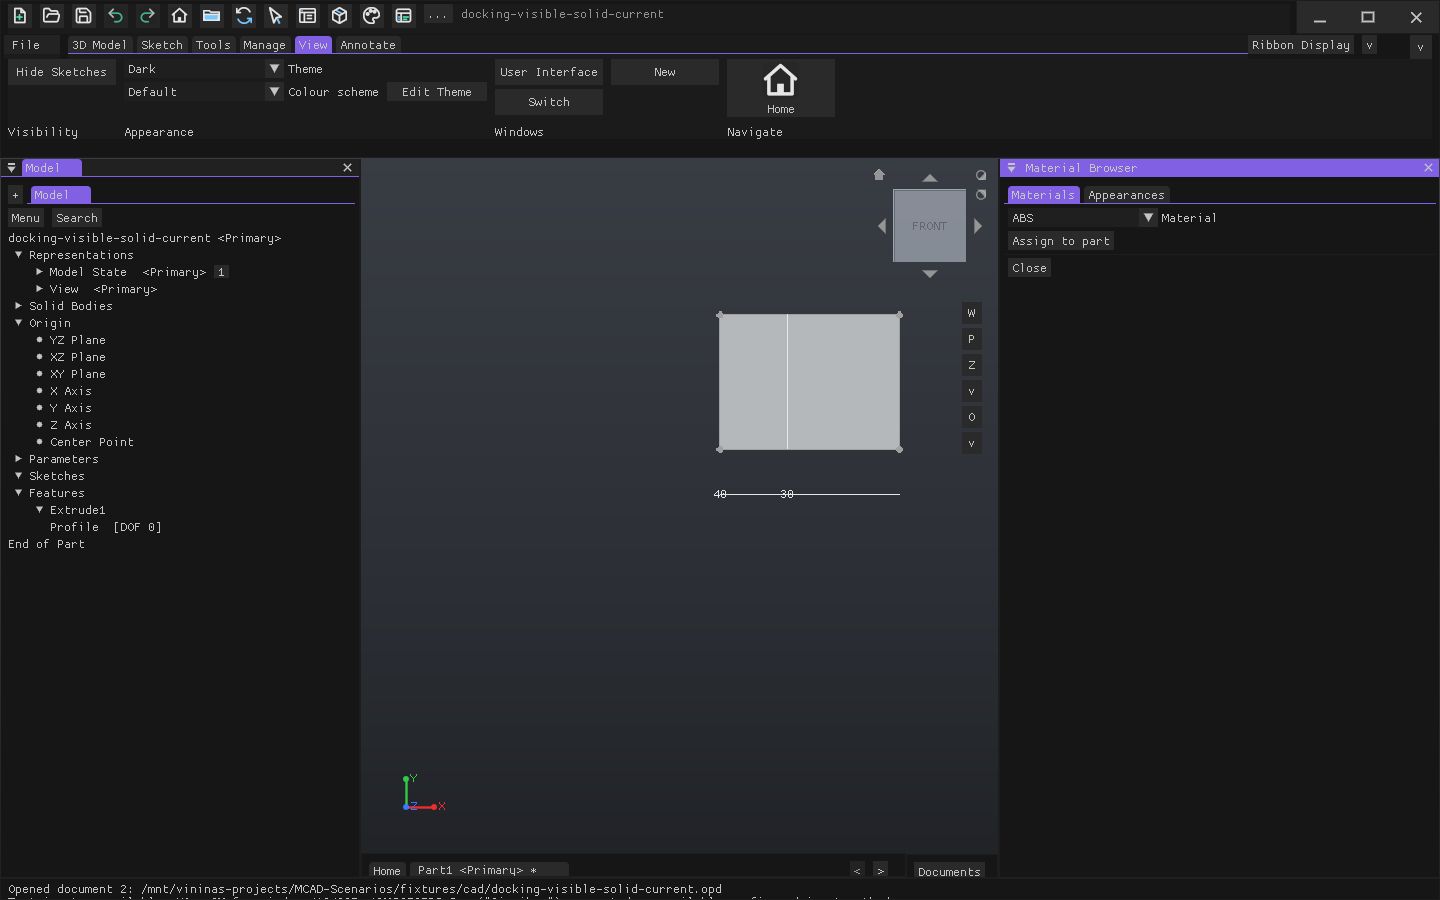 ... docking-visible-solid-current
File 3D Model Sketch Tools Manage View Annotate Ribbon Display v v
Hide Sketches Dark Theme User Interface New
Default Colour scheme Edit Theme Switch Home
Visibility Appearance Windows Navigate
Model
+ Model
Menu Search
docking-visible-solid-current <Primary>
Representations
Model State <Primary> 1
View <Primary>
Solid Bodies
Origin
YZ Plane
XZ Plane
XY Plane
X Axis
Y Axis
Z Axis
Center Point
Parameters
Sketches
Features
Extrude1
Profile [DOF 0]
End of Part
FRONT
W
P
Z
v
O
v
40 30
Y
Z X
Home Part1 <Primary> * < > Documents
Material Browser
Materials Appearances
ABS Material
Assign to part
Close
Opened document 2: /mnt/vininas-projects/MCAD-Scenarios/fixtures/cad/docking-visible-solid-current.opd